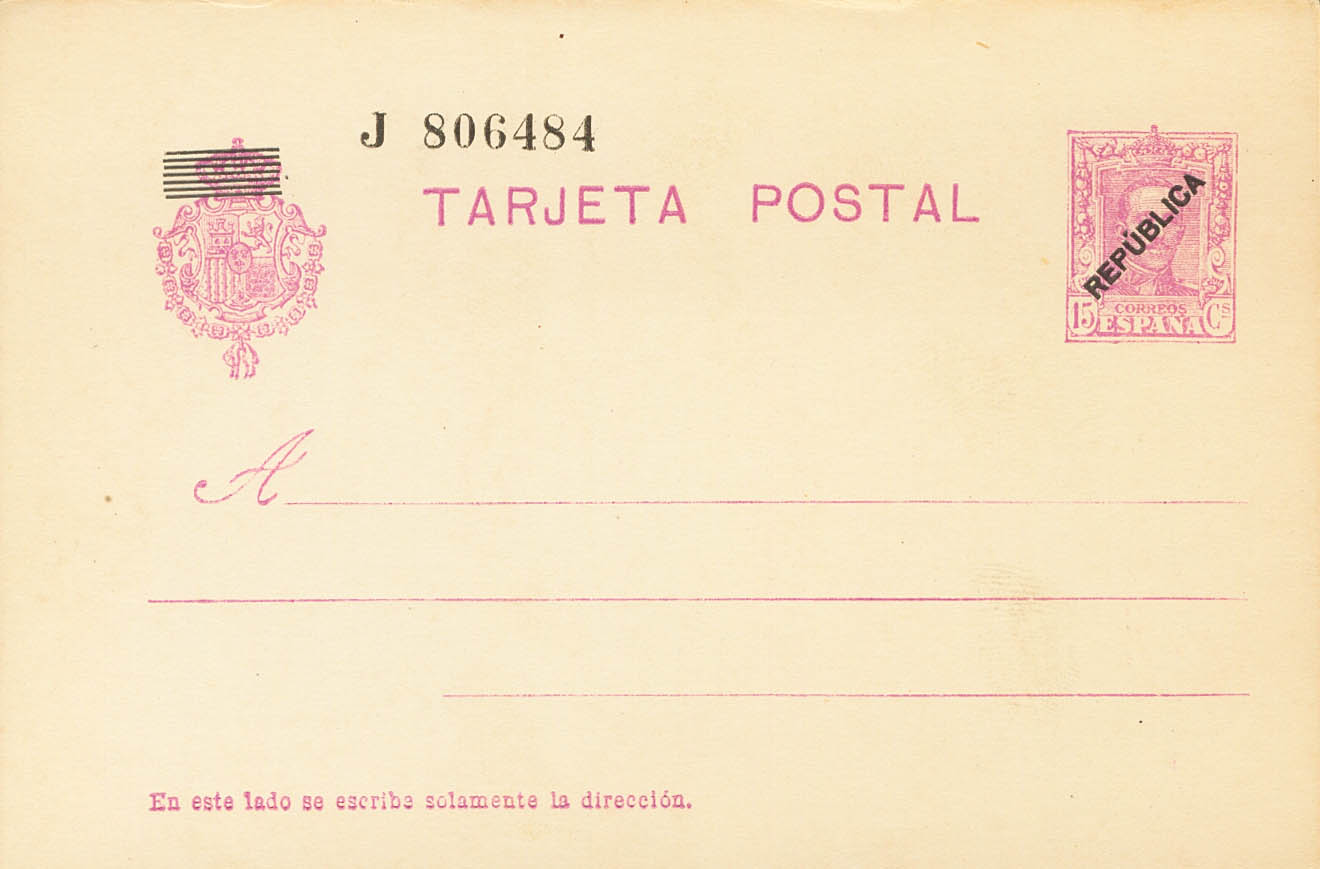 J 806484
TARJETA POSTAL
REPÚBLICA
CORREOS
15 ESPAÑA Cs
A
En este lado se escribe solamente la dirección.